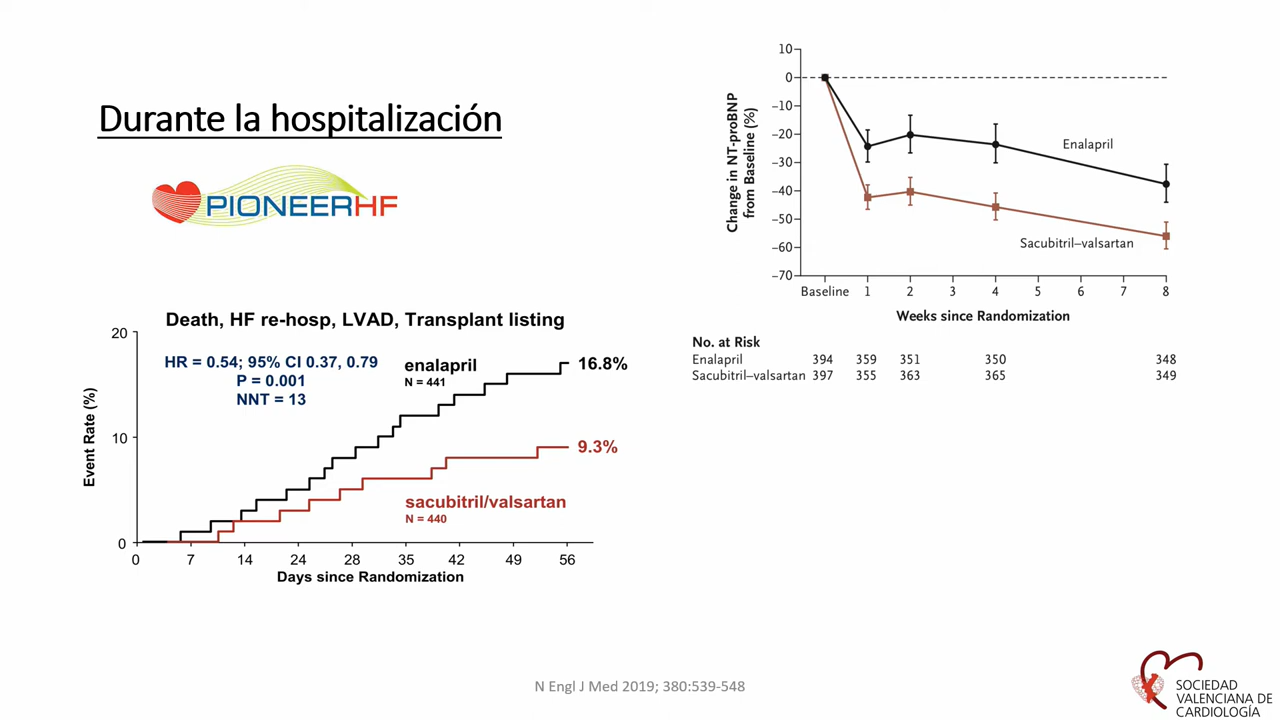 Durante la hospitalización
PIONEERHF
Death, HF re-hosp, LVAD, Transplant listing
20
10
0
Event Rate (%)
HR = 0.54; 95% CI 0.37, 0.79
P = 0.001
NNT = 13
enalapril
N = 441
16.8%
9.3%
sacubitril/valsartan
N = 440
0 7 14 24 28 35 42 49 56
Days since Randomization
Change in NT-proBNP
from Baseline (%)
10
0
−10
−20
−30
−40
−50
−60
−70
Enalapril
Sacubitril–valsartan
Baseline 1 2 3 4 5 6 7 8
Weeks since Randomization
No. at Risk
Enalapril 394 359 351 350 348
Sacubitril–valsartan 397 355 363 365 349
N Engl J Med 2019; 380:539-548
SOCIEDAD
VALENCIANA DE
CARDIOLOGÍA